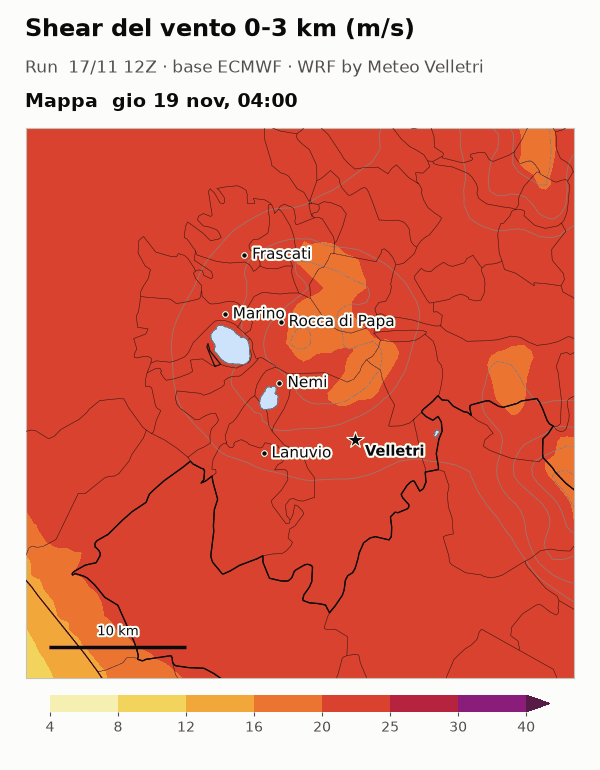 Shear del vento 0-3 km (m/s)
Run 17/11 12Z · base ECMWF · WRF by Meteo Velletri
Mappa gio 19 nov, 04:00
Frascati
Marino
Rocca di Papa
Nemi
Velletri
Lanuvio
10 km
4 8 12 16 20 25 30 40